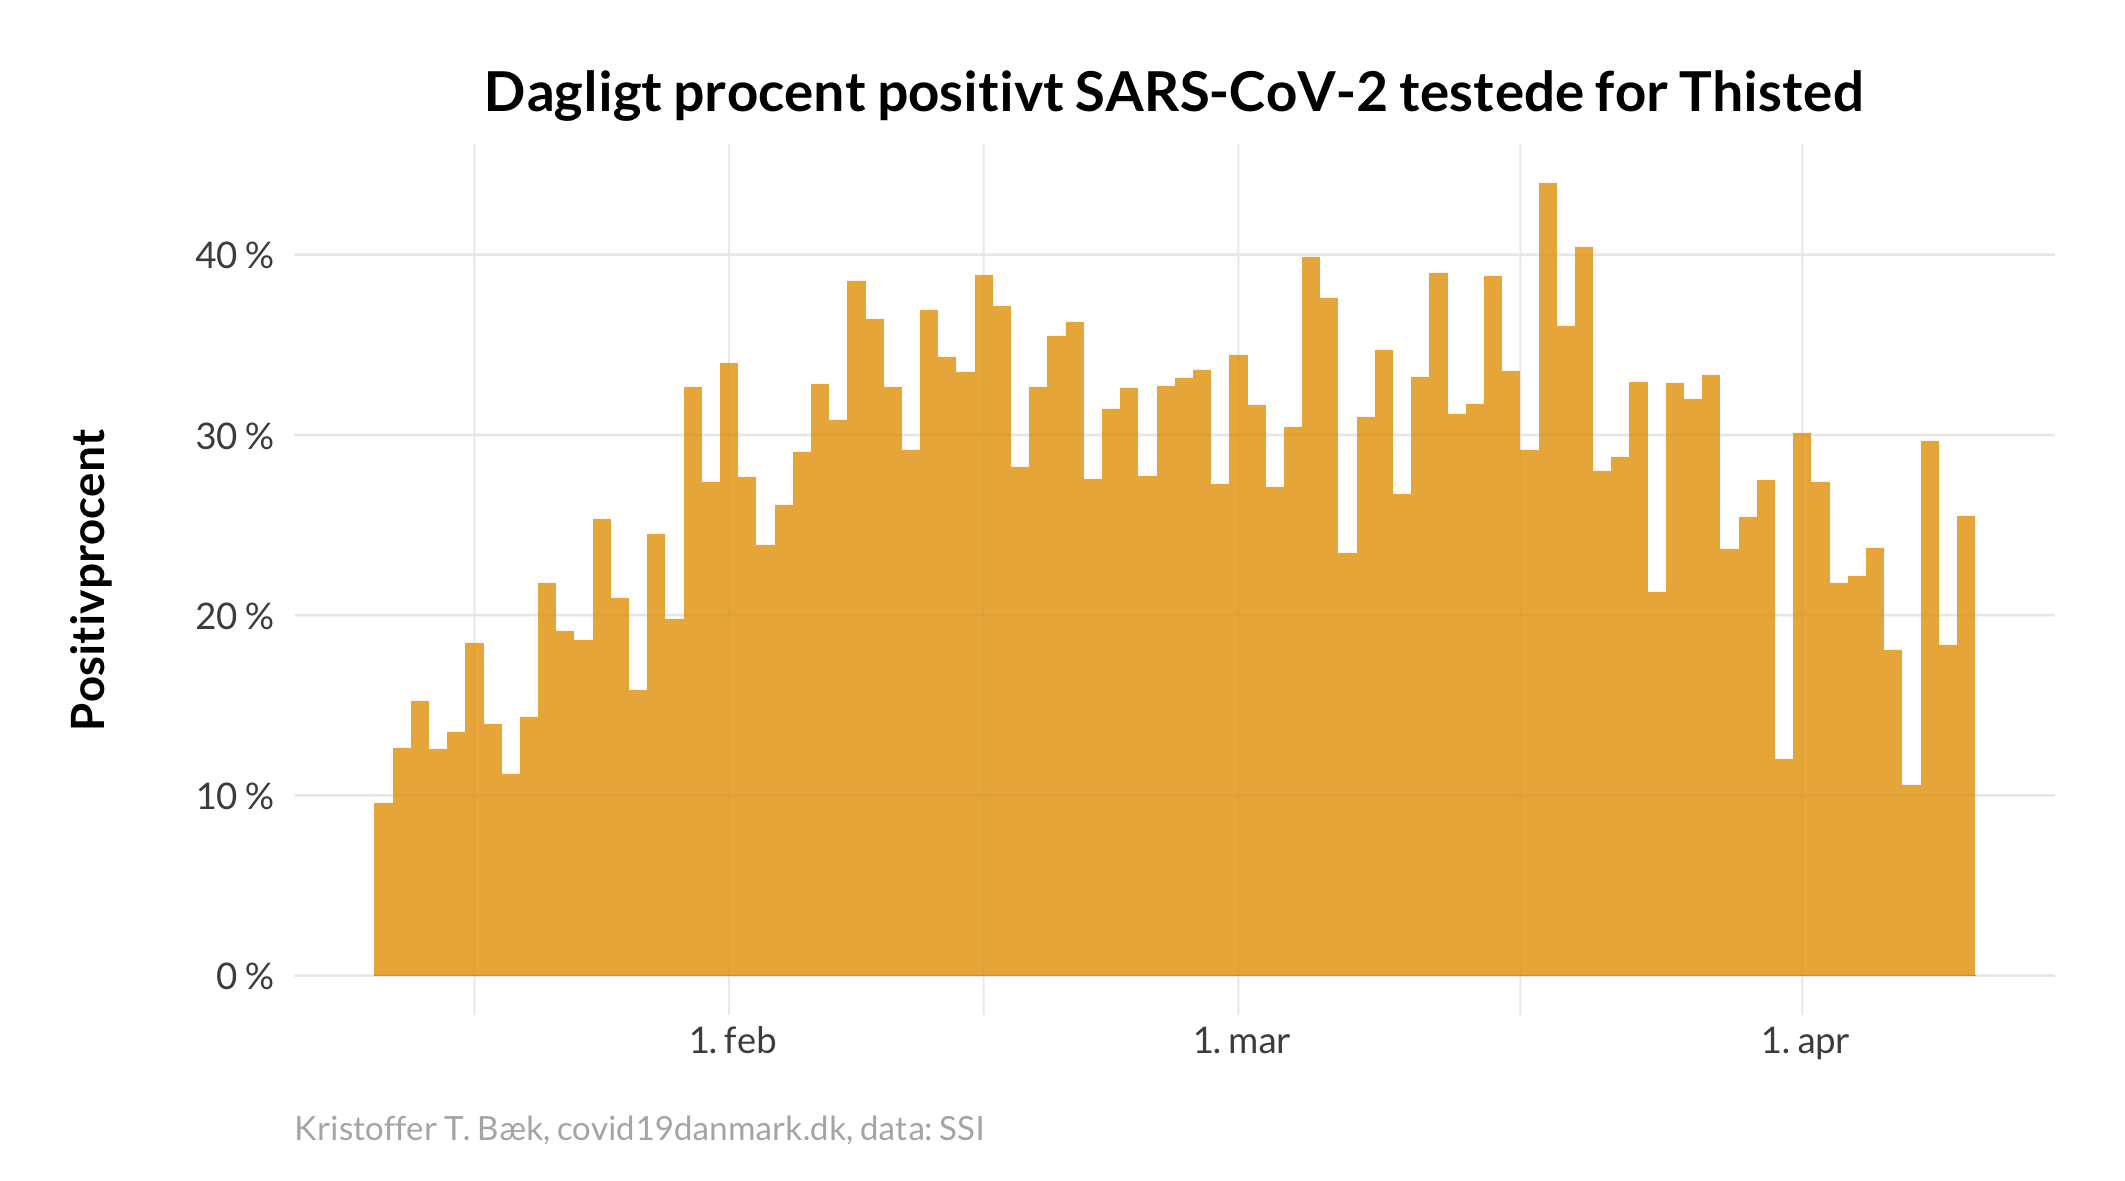 Dagligt procent positivt SARS-CoV-2 testede for Thisted
Positivprocent
40 %
30 %
20 %
10 %
0 %
1. feb
1. mar
1. apr
Kristoffer T. Bæk, covid19danmark.dk, data: SSI